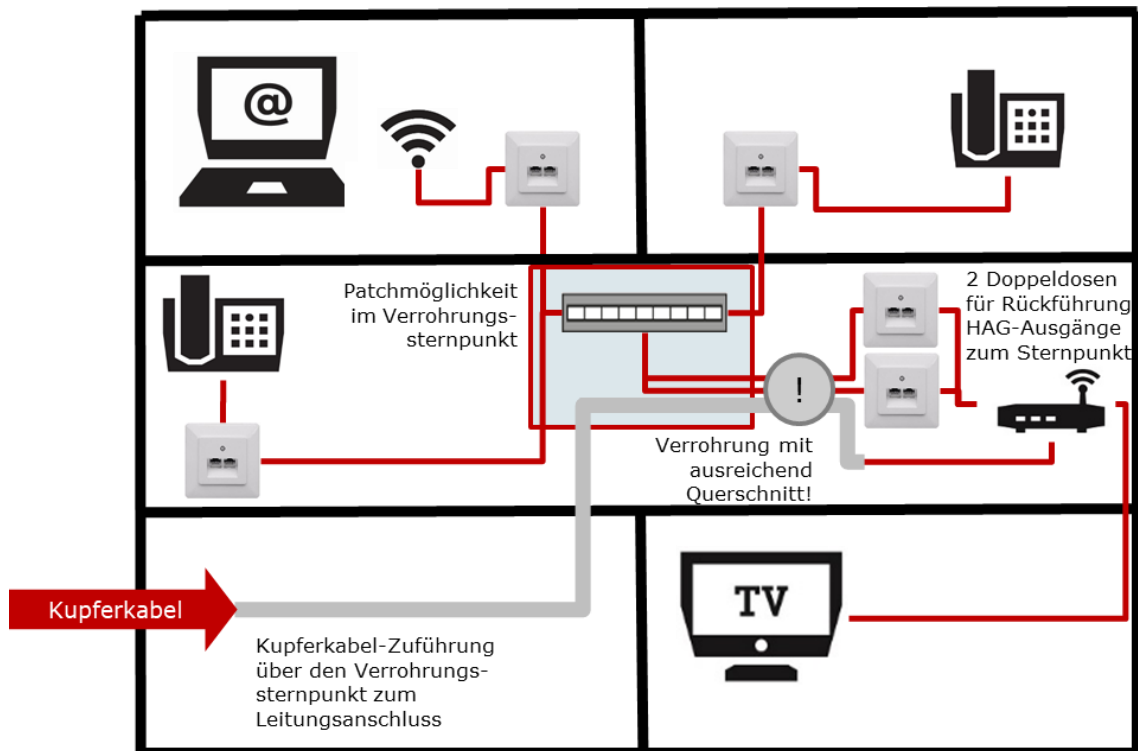 @
Patchmöglichkeit
im Verrohrungs-
sternpunkt
2 Doppeldosen
für Rückführung
HAG-Ausgänge
zum Sternpunkt
!
Verrohrung mit
ausreichend
Querschnitt!
Kupferkabel
TV
Kupferkabel-Zuführung
über den Verrohrungs-
sternpunkt zum
Leitungsanschluss